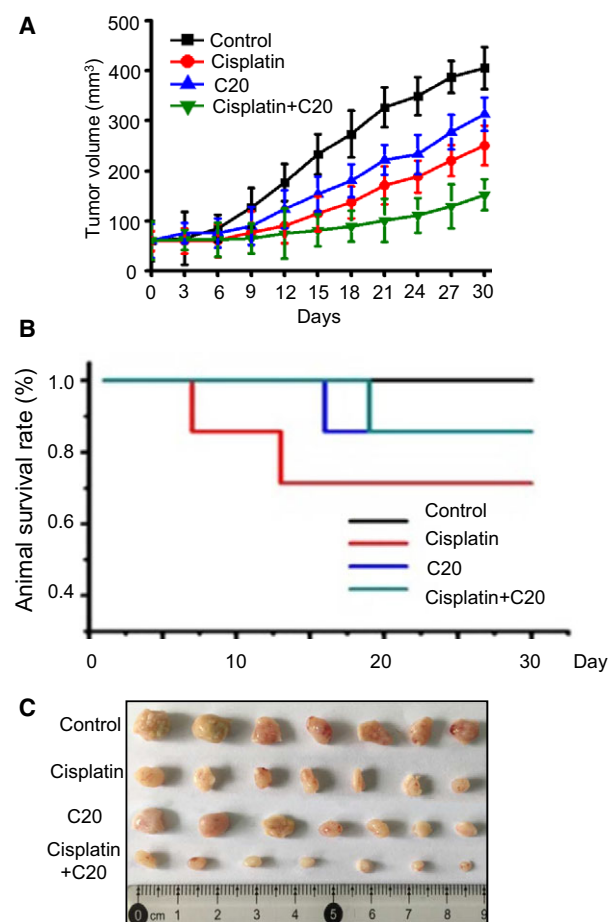 A
500
400
300
200
100
0
Tumor volume (mm³)
Control
Cisplatin
C20
Cisplatin+C20
0 3 6 9 12 15 18 21 24 27 30
Days
B
1.0
0.8
0.6
0.4
Animal survival rate (%)
Control
Cisplatin
C20
Cisplatin+C20
0 10 20 30 Day
C
Control
Cisplatin
C20
Cisplatin
+C20
0 cm 1 2 3 4 5 6 7 8 9